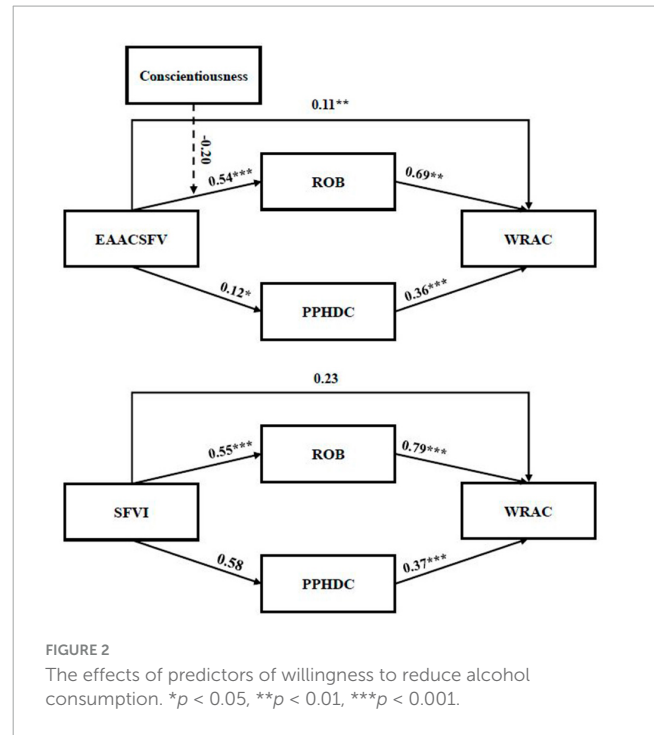 Conscientiousness
0.11**
-0.20
0.54***
ROB
0.69**
EAACSFV
WRAC
0.12*
PPHDC
0.36***
0.23
0.55***
ROB
0.79***
SFVI
WRAC
0.58
PPHDC
0.37***
FIGURE 2
The effects of predictors of willingness to reduce alcohol
consumption. *p < 0.05, **p < 0.01, ***p < 0.001.